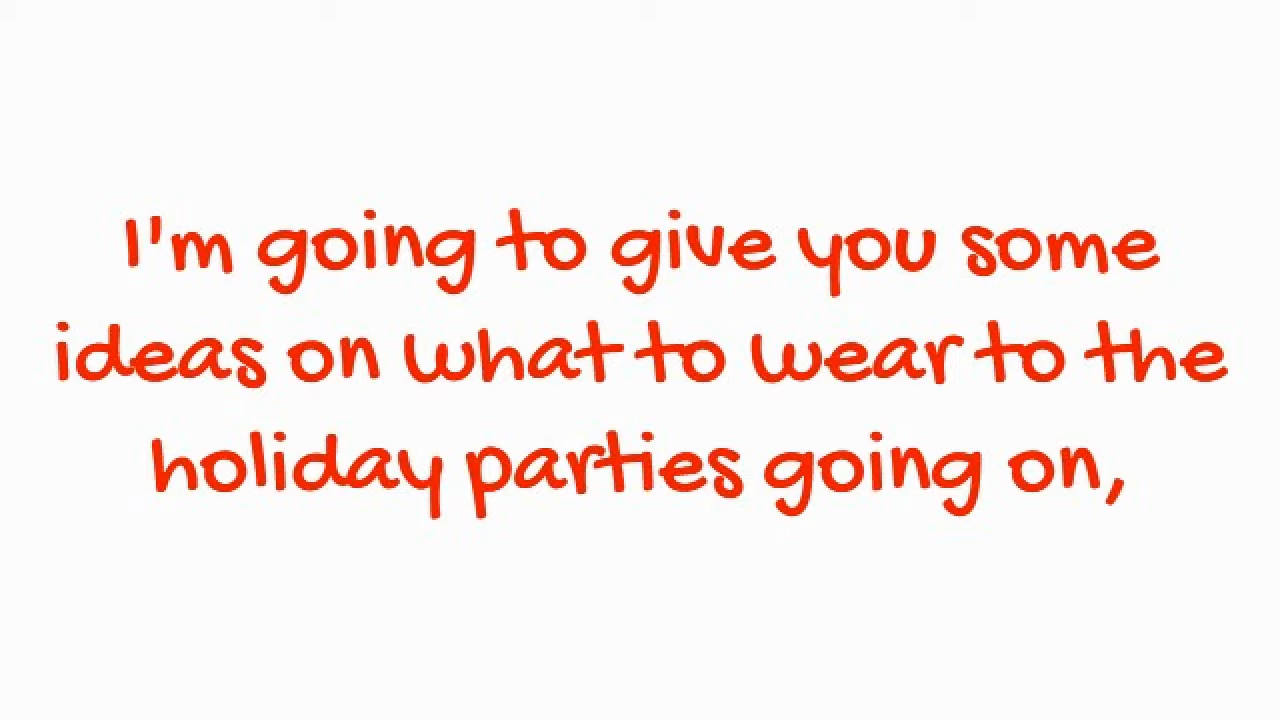 I'm going to give you some
ideas on what to wear to the
holiday parties going on,